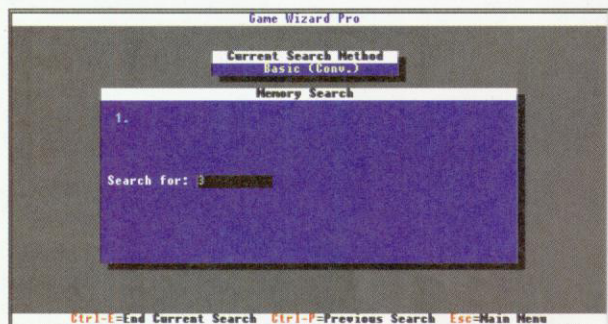 Game Wizard Pro
Current Search Method
Basic (Conv.)
Memory Search
1.
Search for: 3
Ctrl-E=End Current Search Ctrl-P=Previous Search Esc=Main Menu